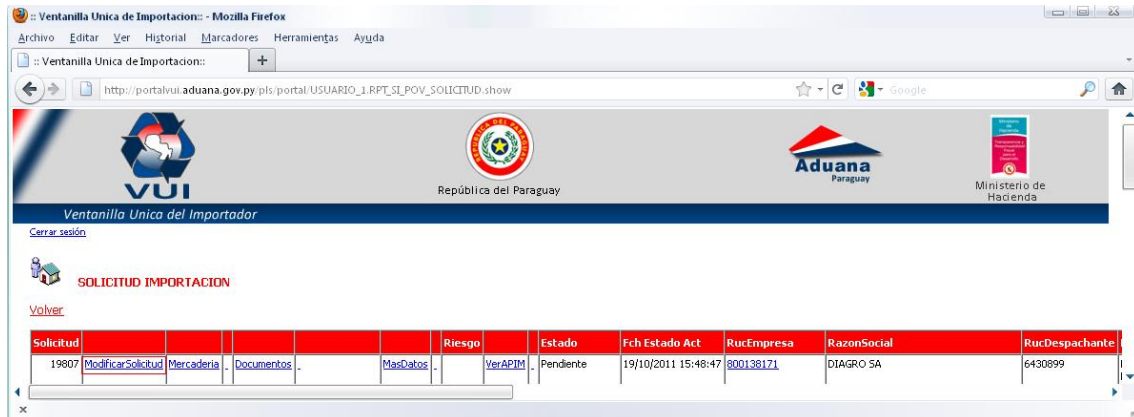 :: Ventanilla Unica de Importacion:: - Mozilla Firefox
Archivo Editar Ver Historial Marcadores Herramientas Ayuda
:: Ventanilla Unica de Importacion::
http://portalvui.aduana.gov.py/pls/portal/USUARIO_1.RPT_SI_POV_SOLICITUD.show
Google
VUI
República del Paraguay
Aduana
Paraguay
Ministerio de
Hacienda
Ventanilla Unica del Importador
Cerrar sesión
SOLICITUD IMPORTACION
Volver
Solicitud Riesgo Estado Fch Estado Act RucEmpresa RazonSocial RucDespachante
19807 ModificarSolicitud Mercaderia Documentos MasDatos VerAPIM Pendiente 19/10/2011 15:48:47 800138171 DIAGRO SA 6430899